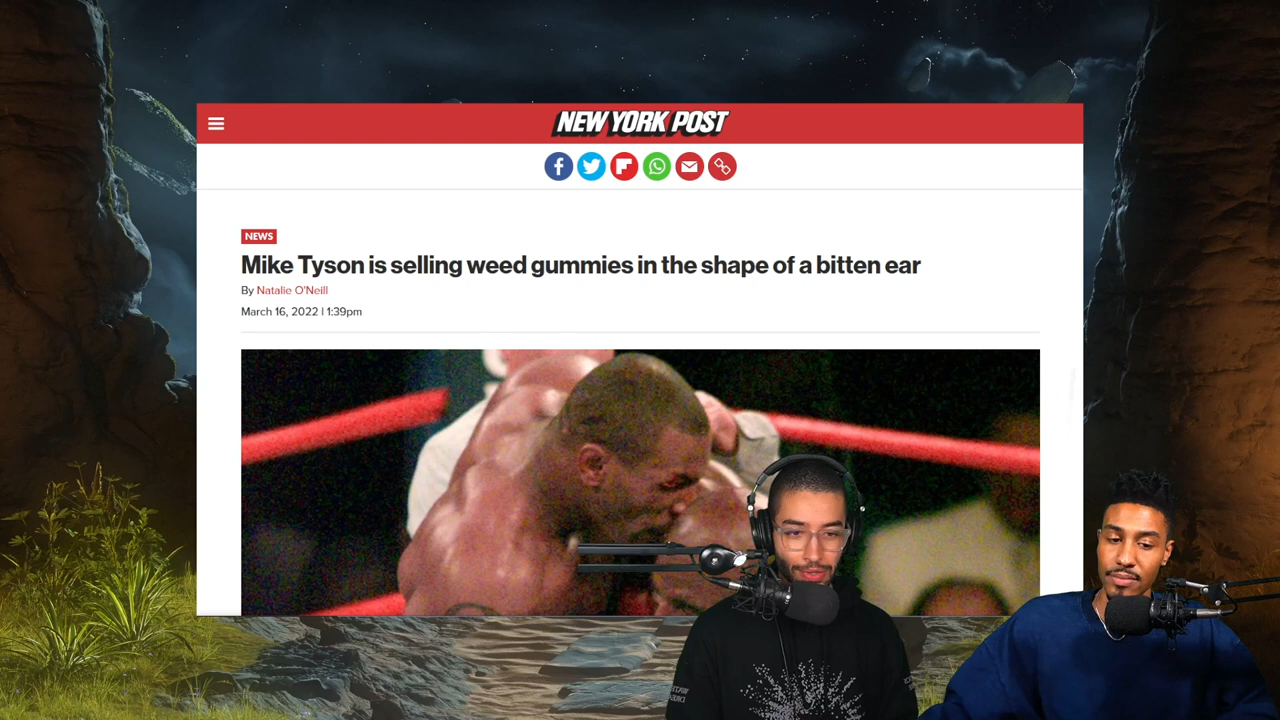 NEW YORK POST
NEWS
Mike Tyson is selling weed gummies in the shape of a bitten ear
By Natalie O'Neill
March 16, 2022 | 1:39pm